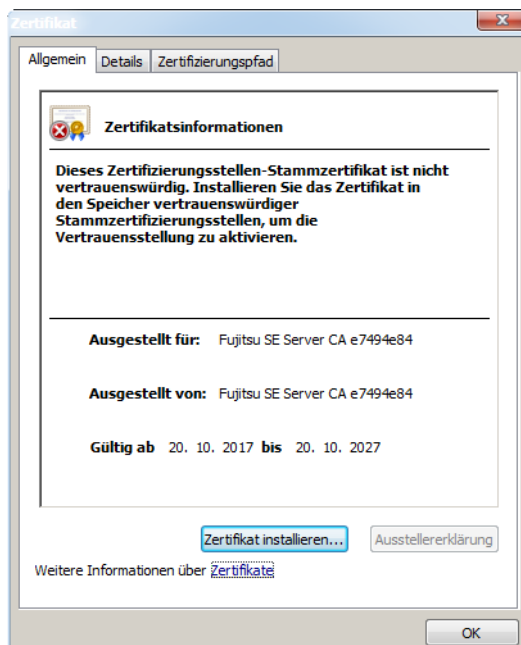 Zertifikat
Allgemein Details Zertifizierungspfad
Zertifikatsinformationen
Dieses Zertifizierungsstellen-Stammzertifikat ist nicht
vertrauenswürdig. Installieren Sie das Zertifikat in
den Speicher vertrauenswürdiger
Stammzertifizierungsstellen, um die
Vertrauensstellung zu aktivieren.
Ausgestellt für: Fujitsu SE Server CA e7494e84
Ausgestellt von: Fujitsu SE Server CA e7494e84
Gültig ab 20. 10. 2017 bis 20. 10. 2027
Zertifikat installieren... Ausstellererklärung
Weitere Informationen über Zertifikate
OK